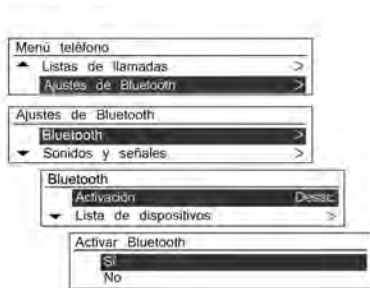 Menú teléfono
Listas de llamadas >
Ajustes de Bluetooth >
Ajustes de Bluetooth
Bluetooth >
Sonidos y señales >
Bluetooth
Activación Desac.
Lista de dispositivos >
Activar Bluetooth
Sí
No